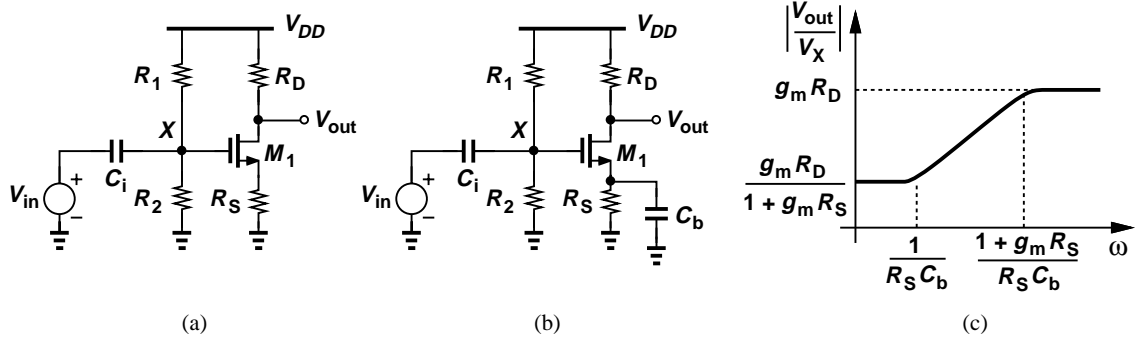 V_DD
R_1
R_D
V_out
X
M_1
C_i
V_in
+
−
R_2
R_S
(a)
V_DD
R_1
R_D
V_out
X
M_1
C_i
V_in
+
−
R_2
R_S
C_b
(b)
|V_out / V_X|
g_m R_D
g_m R_D
1 + g_m R_S
1
R_S C_b
1 + g_m R_S
R_S C_b
ω
(c)